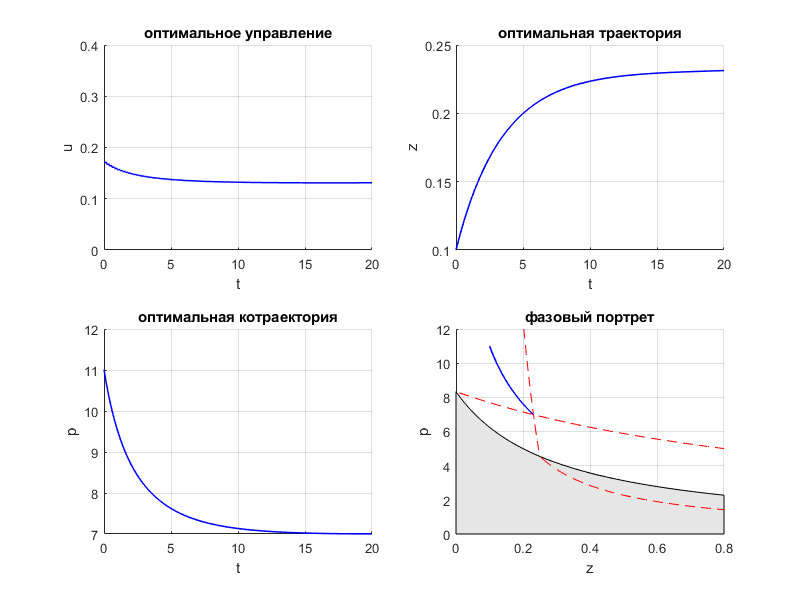 оптимальное управление
0.4
0.3
0.2
0.1
0
u
0 5 10 15 20
t
оптимальная траектория
0.25
0.2
0.15
0.1
z
0 5 10 15 20
t
оптимальная котраектория
12
11
10
9
8
7
p
0 5 10 15 20
t
фазовый портрет
12
10
8
6
4
2
0
p
0 0.2 0.4 0.6 0.8
z